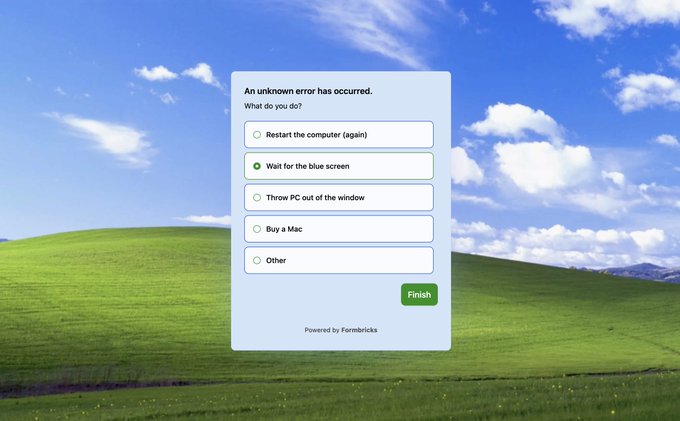 An unknown error has occurred.
What do you do?
Restart the computer (again)
Wait for the blue screen
Throw PC out of the window
Buy a Mac
Other
Finish
Powered by Formbricks